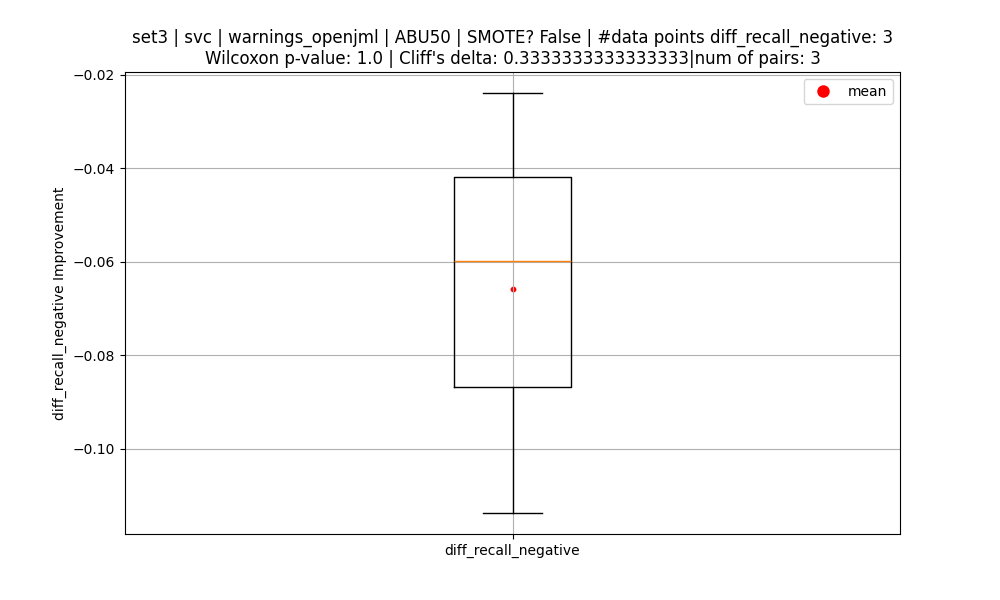 set3 | svc | warnings_openjml | ABU50 | SMOTE? False | #data points diff_recall_negative: 3
Wilcoxon p-value: 1.0 | Cliff's delta: 0.3333333333333333|num of pairs: 3
mean
−0.02
−0.04
−0.06
−0.08
−0.10
diff_recall_negative Improvement
diff_recall_negative